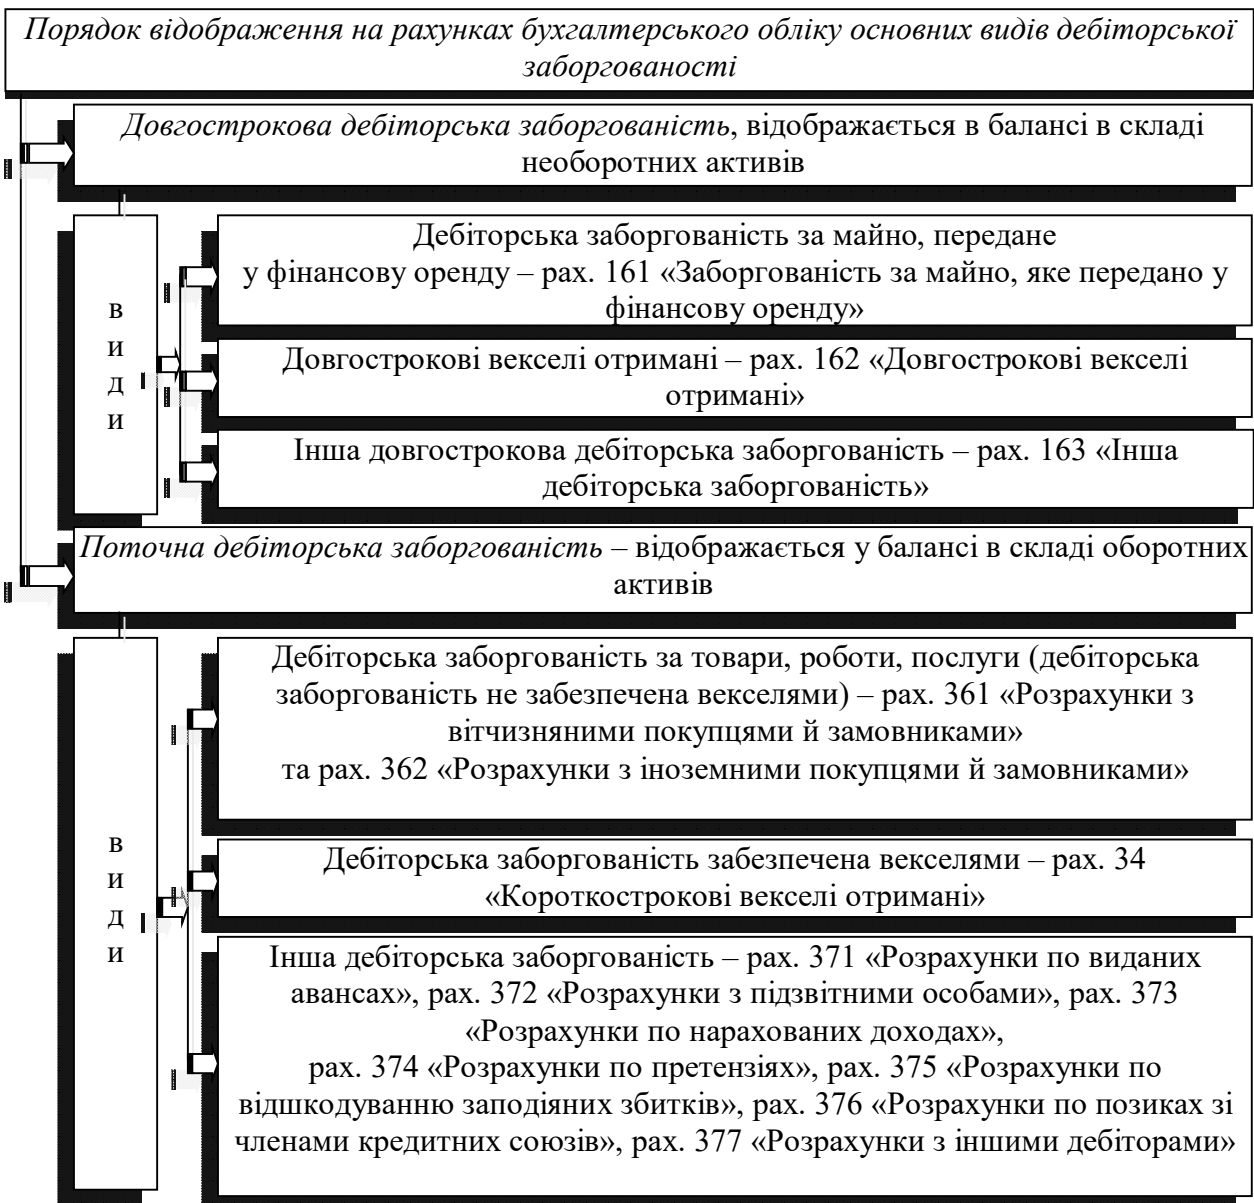 Порядок відображення на рахунках бухгалтерського обліку основних видів дебіторської
заборгованості
Довгострокова дебіторська заборгованість, відображається в балансі в складі
необоротних активів
в
и
д
и
Дебіторська заборгованість за майно, передане
у фінансову оренду – рах. 161 «Заборгованість за майно, яке передано у
фінансову оренду»
Довгострокові векселі отримані – рах. 162 «Довгострокові векселі
отримані»
Інша довгострокова дебіторська заборгованість – рах. 163 «Інша
дебіторська заборгованість»
Поточна дебіторська заборгованість – відображається у балансі в складі оборотних
активів
в
и
д
и
Дебіторська заборгованість за товари, роботи, послуги (дебіторська
заборгованість не забезпечена векселями) – рах. 361 «Розрахунки з
вітчизняними покупцями й замовниками»
та рах. 362 «Розрахунки з іноземними покупцями й замовниками»
Дебіторська заборгованість забезпечена векселями – рах. 34
«Короткострокові векселі отримані»
Інша дебіторська заборгованість – рах. 371 «Розрахунки по виданих
авансах», рах. 372 «Розрахунки з підзвітними особами», рах. 373
«Розрахунки по нарахованих доходах»,
рах. 374 «Розрахунки по претензіях», рах. 375 «Розрахунки по
відшкодуванню заподіяних збитків», рах. 376 «Розрахунки по позиках зі
членами кредитних союзів», рах. 377 «Розрахунки з іншими дебіторами»